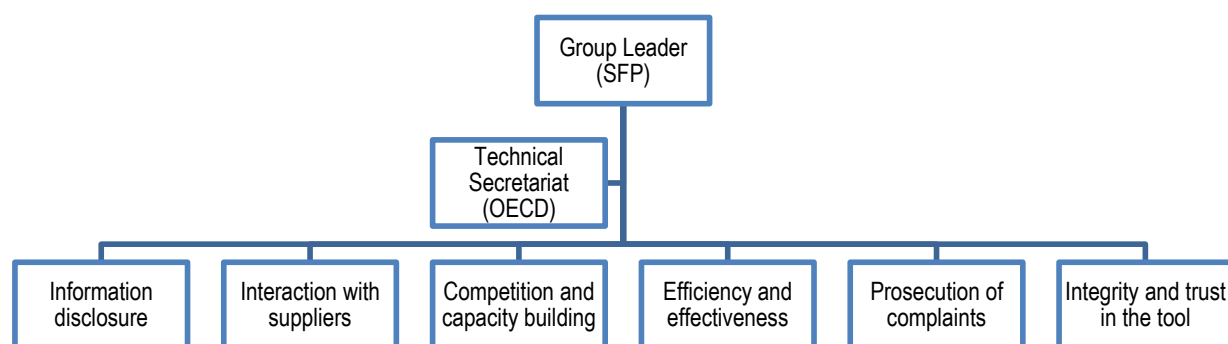 Group Leader
(SFP)
Technical
Secretariat
(OECD)
Information
disclosure
Interaction with
suppliers
Competition and
capacity building
Efficiency and
effectiveness
Prosecution of
complaints
Integrity and trust
in the tool